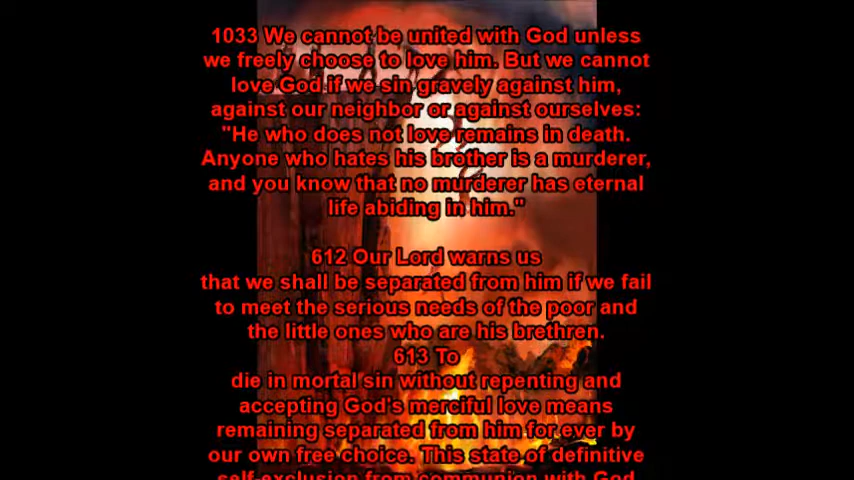 1033 We cannot be united with God unless
we freely choose to love him. But we cannot
love God if we sin gravely against him,
against our neighbor or against ourselves:
"He who does not love remains in death.
Anyone who hates his brother is a murderer,
and you know that no murderer has eternal
life abiding in him."
612 Our Lord warns us
that we shall be separated from him if we fail
to meet the serious needs of the poor and
the little ones who are his brethren.
613 To
die in mortal sin without repenting and
accepting God's merciful love means
remaining separated from him for ever by
our own free choice. This state of definitive
self-exclusion from communion with God